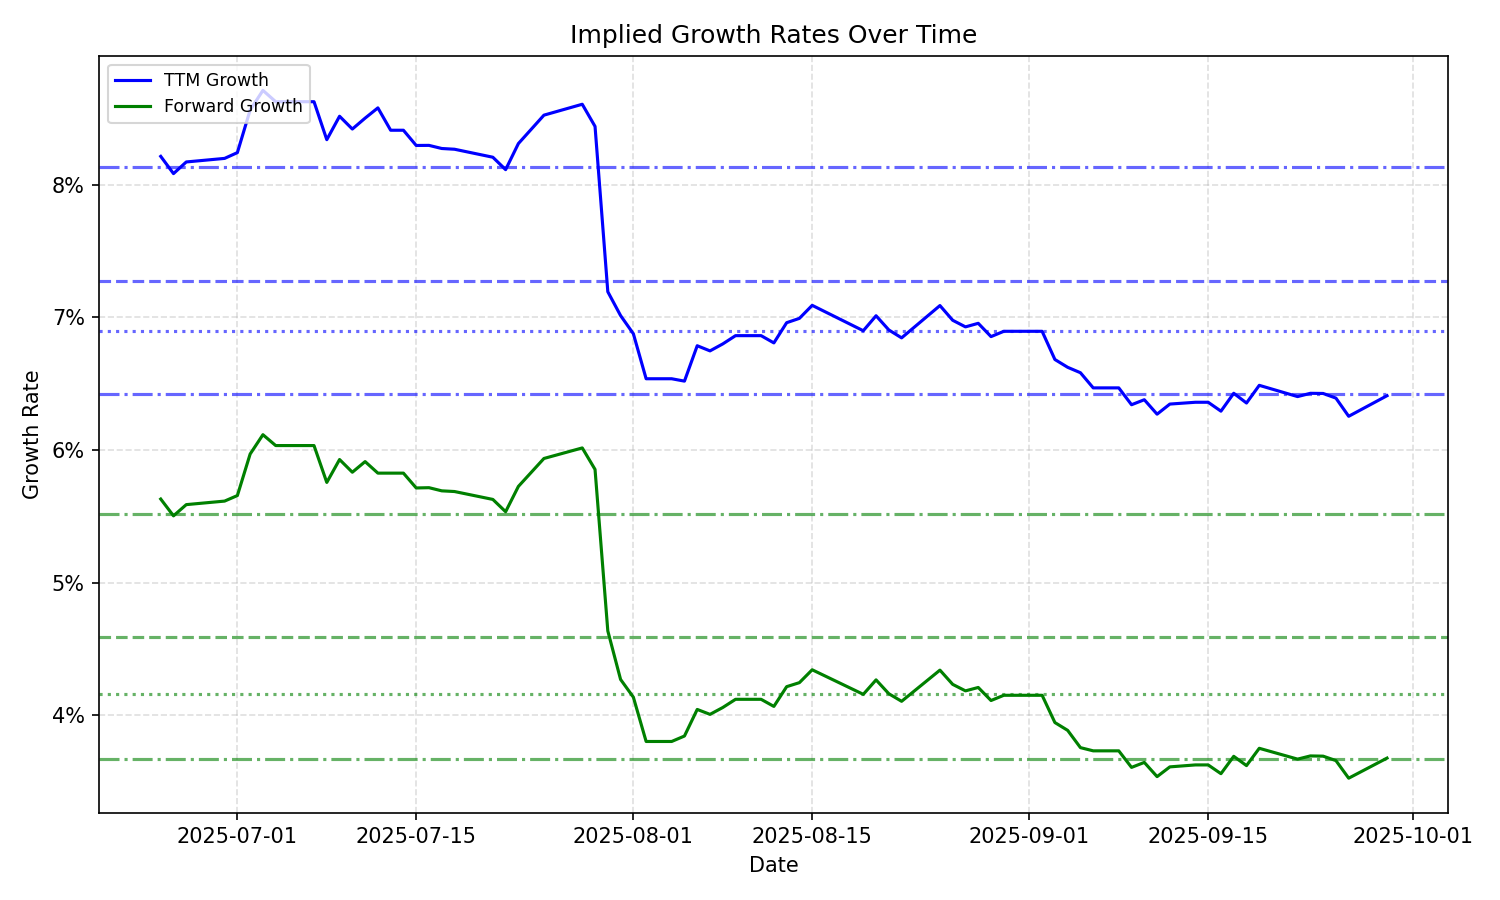 Implied Growth Rates Over Time
TTM Growth
Forward Growth
8%
7%
6%
5%
4%
Growth Rate
2025-07-01
2025-07-15
2025-08-01
2025-08-15
2025-09-01
2025-09-15
2025-10-01
Date